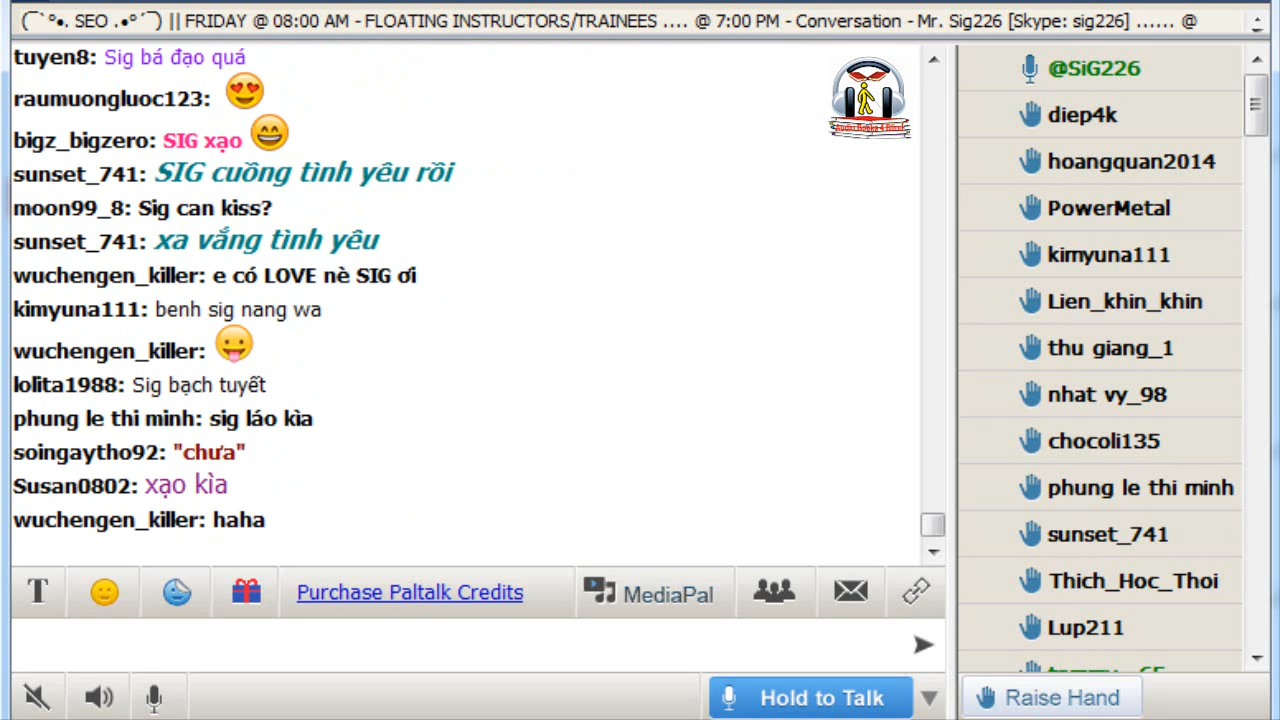 (¯`°•. SEO .•°´¯) || FRIDAY @ 08:00 AM - FLOATING INSTRUCTORS/TRAINEES .... @ 7:00 PM - Conversation - Mr. Sig226 [Skype: sig226] ...... @
tuyen8: Sig bá đạo quá
raumuongluoc123: 😍
bigz_bigzero: SIG xạo 😄
sunset_741: SIG cuồng tình yêu rồi
moon99_8: Sig can kiss?
sunset_741: xa vắng tình yêu
wuchengen_killer: e có LOVE nè SIG ơi
kimyuna111: benh sig nang wa
wuchengen_killer: 😛
lolita1988: Sig bạch tuyết
phung le thi minh: sig láo kìa
soingaytho92: "chưa"
Susan0802: xạo kìa
wuchengen_killer: haha
Audio Books 4 Blind
@SiG226
diep4k
hoangquan2014
PowerMetal
kimyuna111
Lien_khin_khin
thu giang_1
nhat vy_98
chocoli135
phung le thi minh
sunset_741
Thich_Hoc_Thoi
Lup211
T
Purchase Paltalk Credits
MediaPal
Hold to Talk
Raise Hand